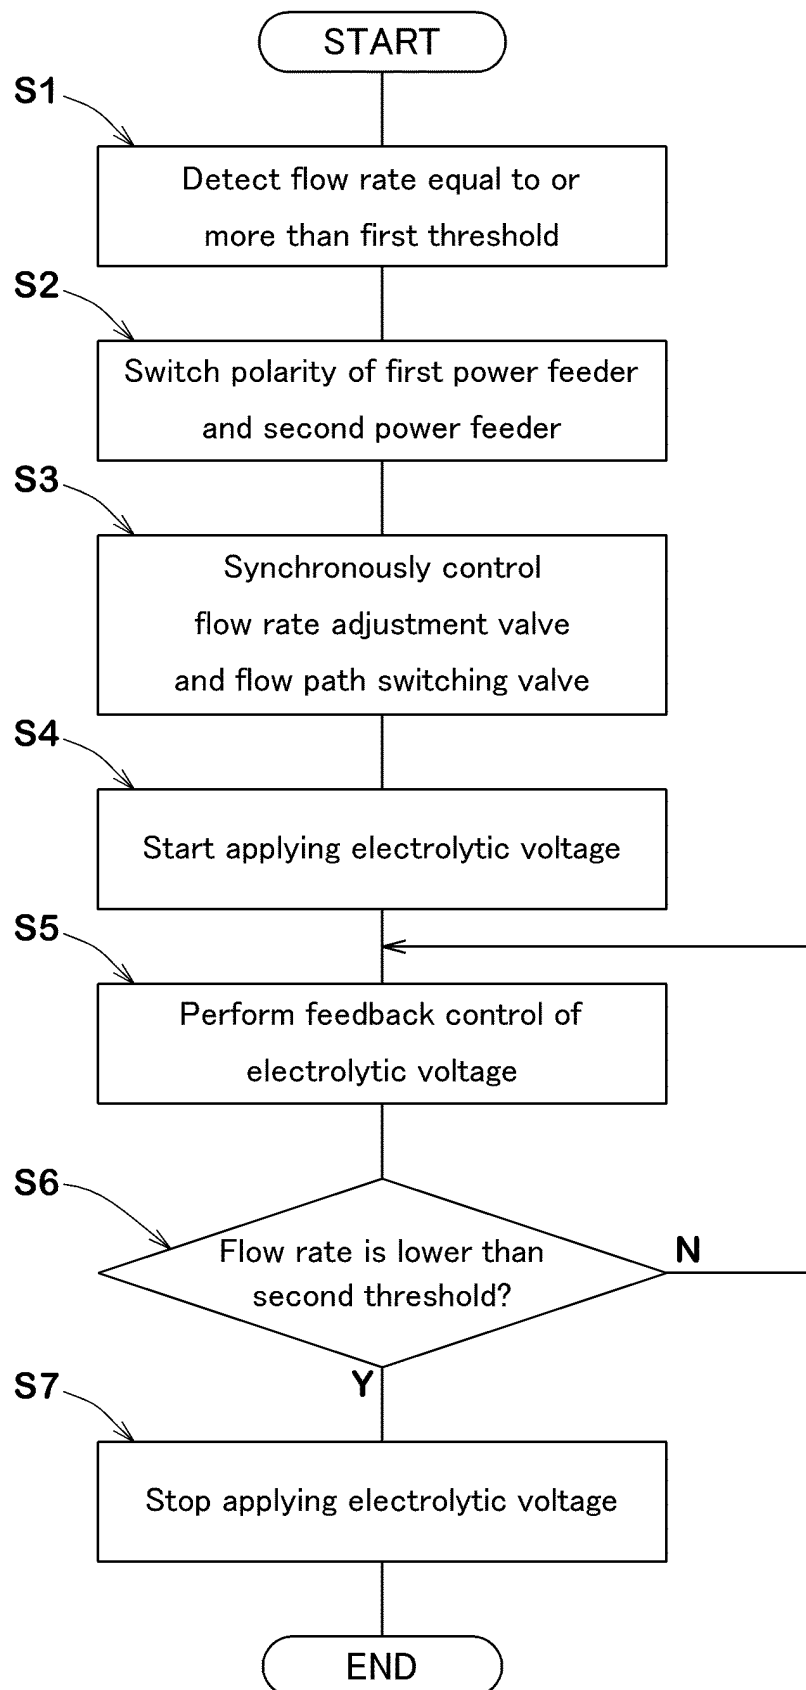 START
S1
Detect flow rate equal to or
more than first threshold
S2
Switch polarity of first power feeder
and second power feeder
S3
Synchronously control
flow rate adjustment valve
and flow path switching valve
S4
Start applying electrolytic voltage
S5
Perform feedback control of
electrolytic voltage
S6
Flow rate is lower than
second threshold?
N
Y
S7
Stop applying electrolytic voltage
END